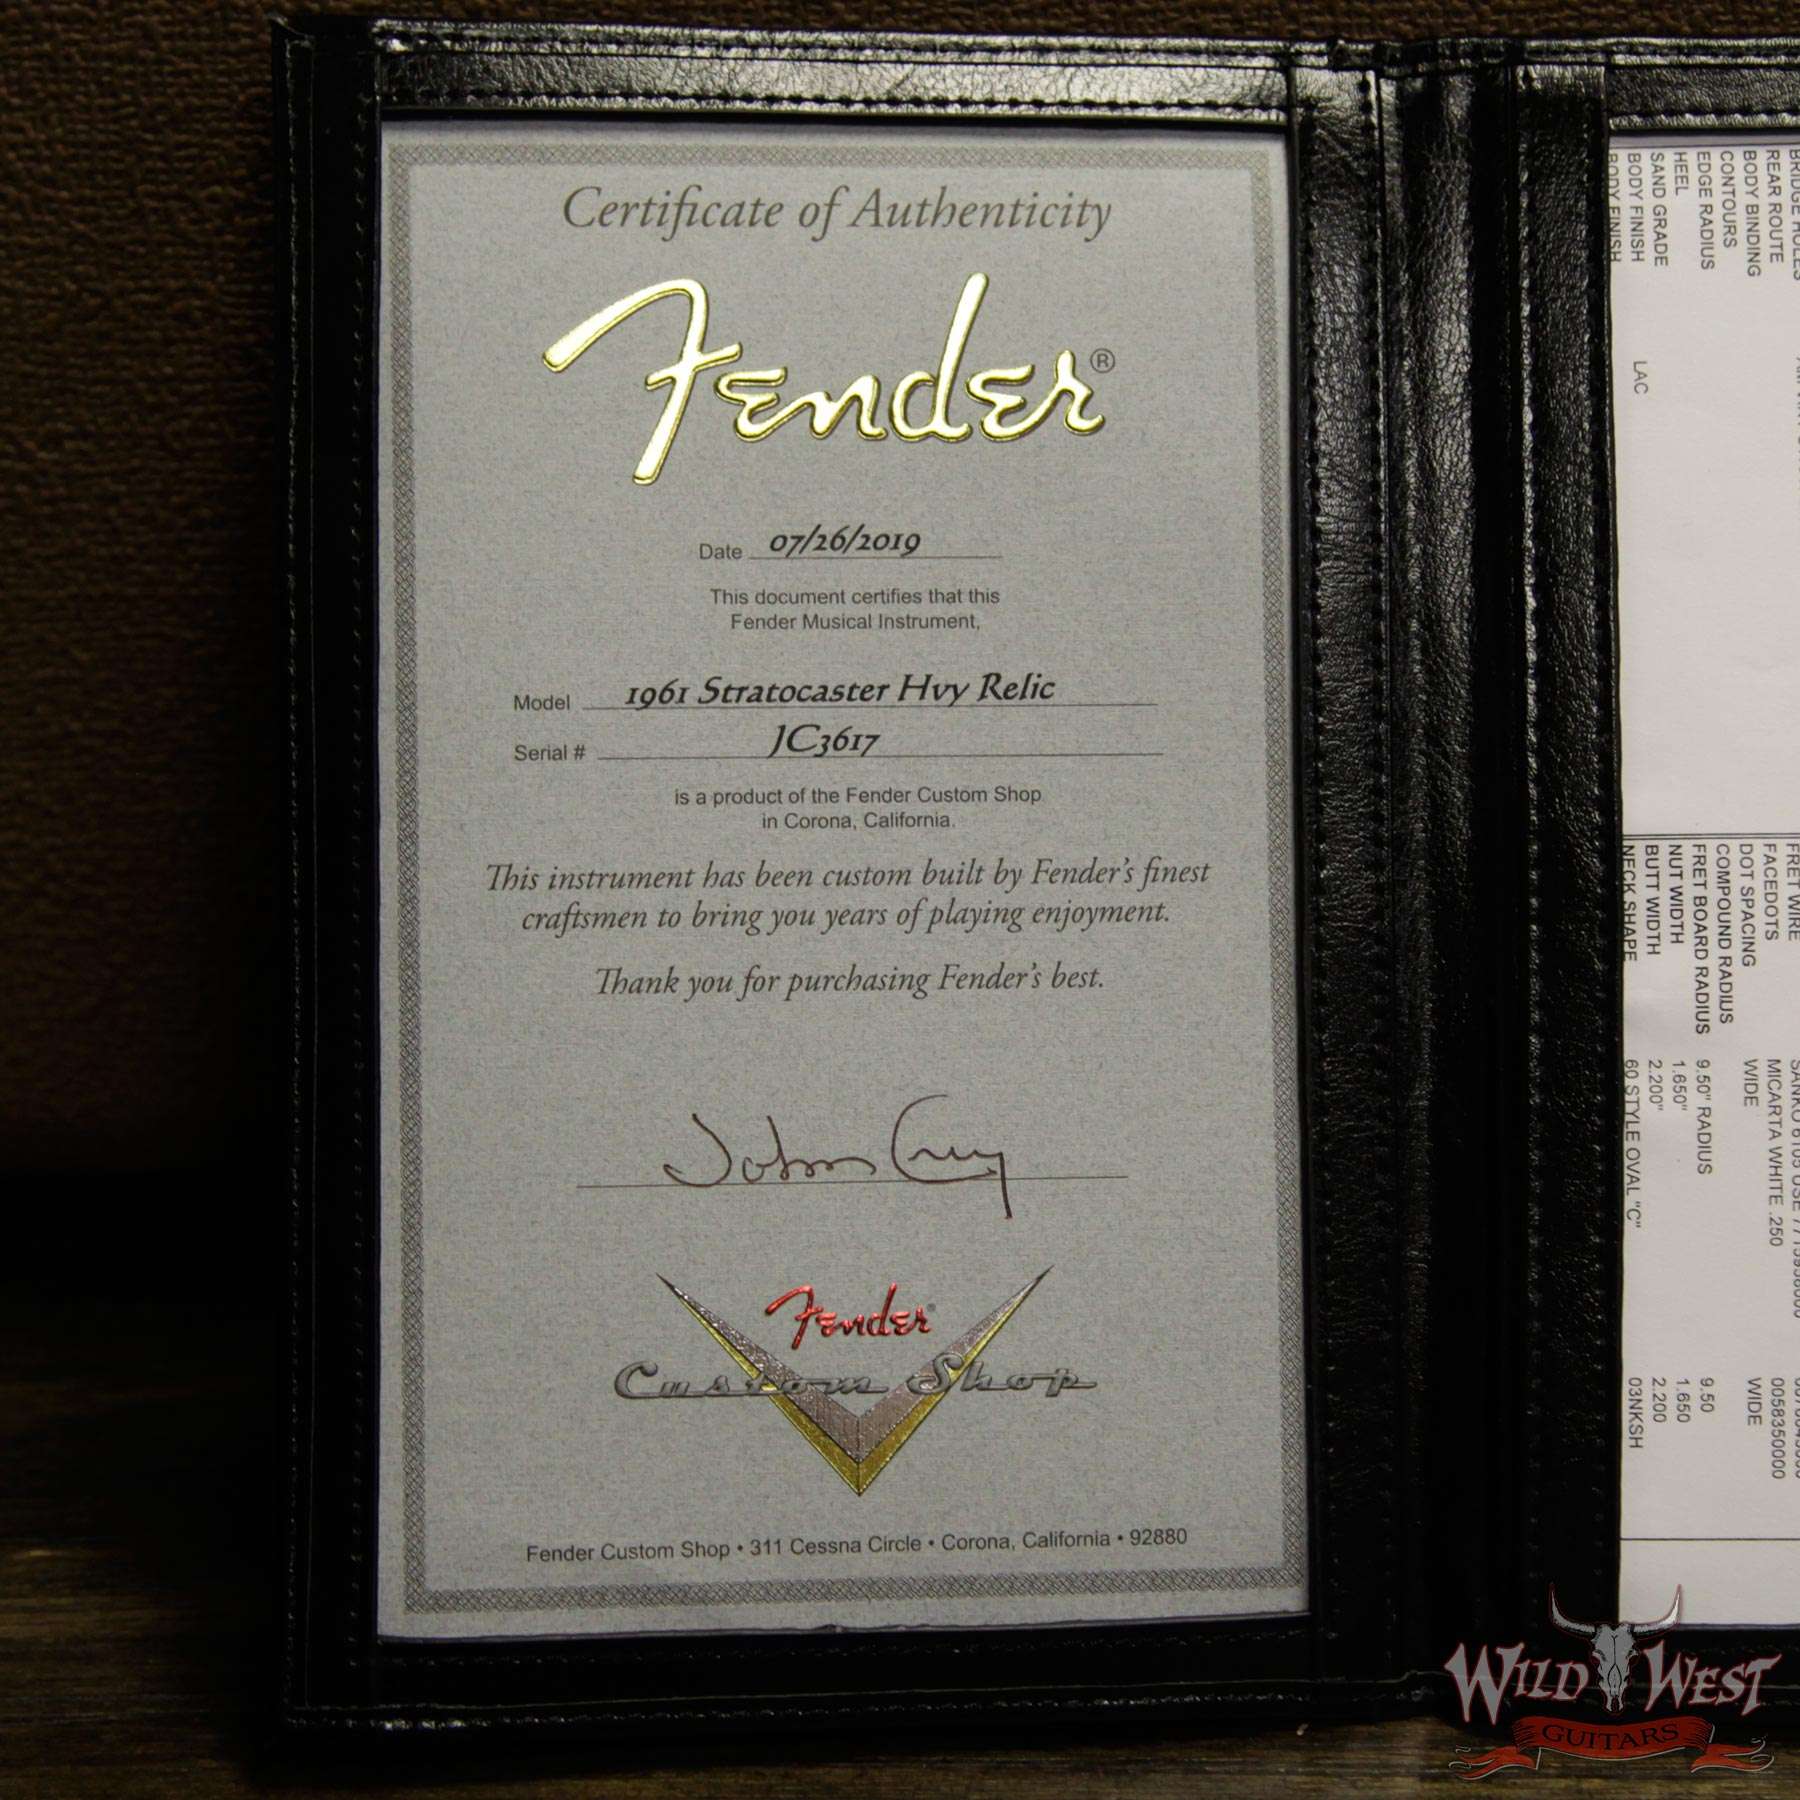 Certificate of Authenticity
Fender®
Date 07/26/2019
This document certifies that this
Fender Musical Instrument,
Model 1961 Stratocaster Hvy Relic
Serial # JC3617
is a product of the Fender Custom Shop
in Corona, California.
This instrument has been custom built by Fender's finest
craftsmen to bring you years of playing enjoyment.
Thank you for purchasing Fender's best.
John Cruz
Fender®
Custom Shop
Fender Custom Shop • 311 Cessna Circle • Corona, California • 92880
BRIDGE HOLES
REAR ROUTE
BODY BINDING
CONTOURS
EDGE RADIUS
HEEL
SAND GRADE
BODY FINISH LAC
BODY FINISH
FRET WIRE
FACEDOTS MICARTA WHITE .250 0058350000
DOT SPACING WIDE WIDE
COMPOUND RADIUS
FRET BOARD RADIUS 9.50" RADIUS 9.50
NUT WIDTH 1.650" 1.650
BUTT WIDTH 2.200" 2.200
NECK SHAPE 60 STYLE OVAL "C" 03NKSH
WILD WEST
GUITARS